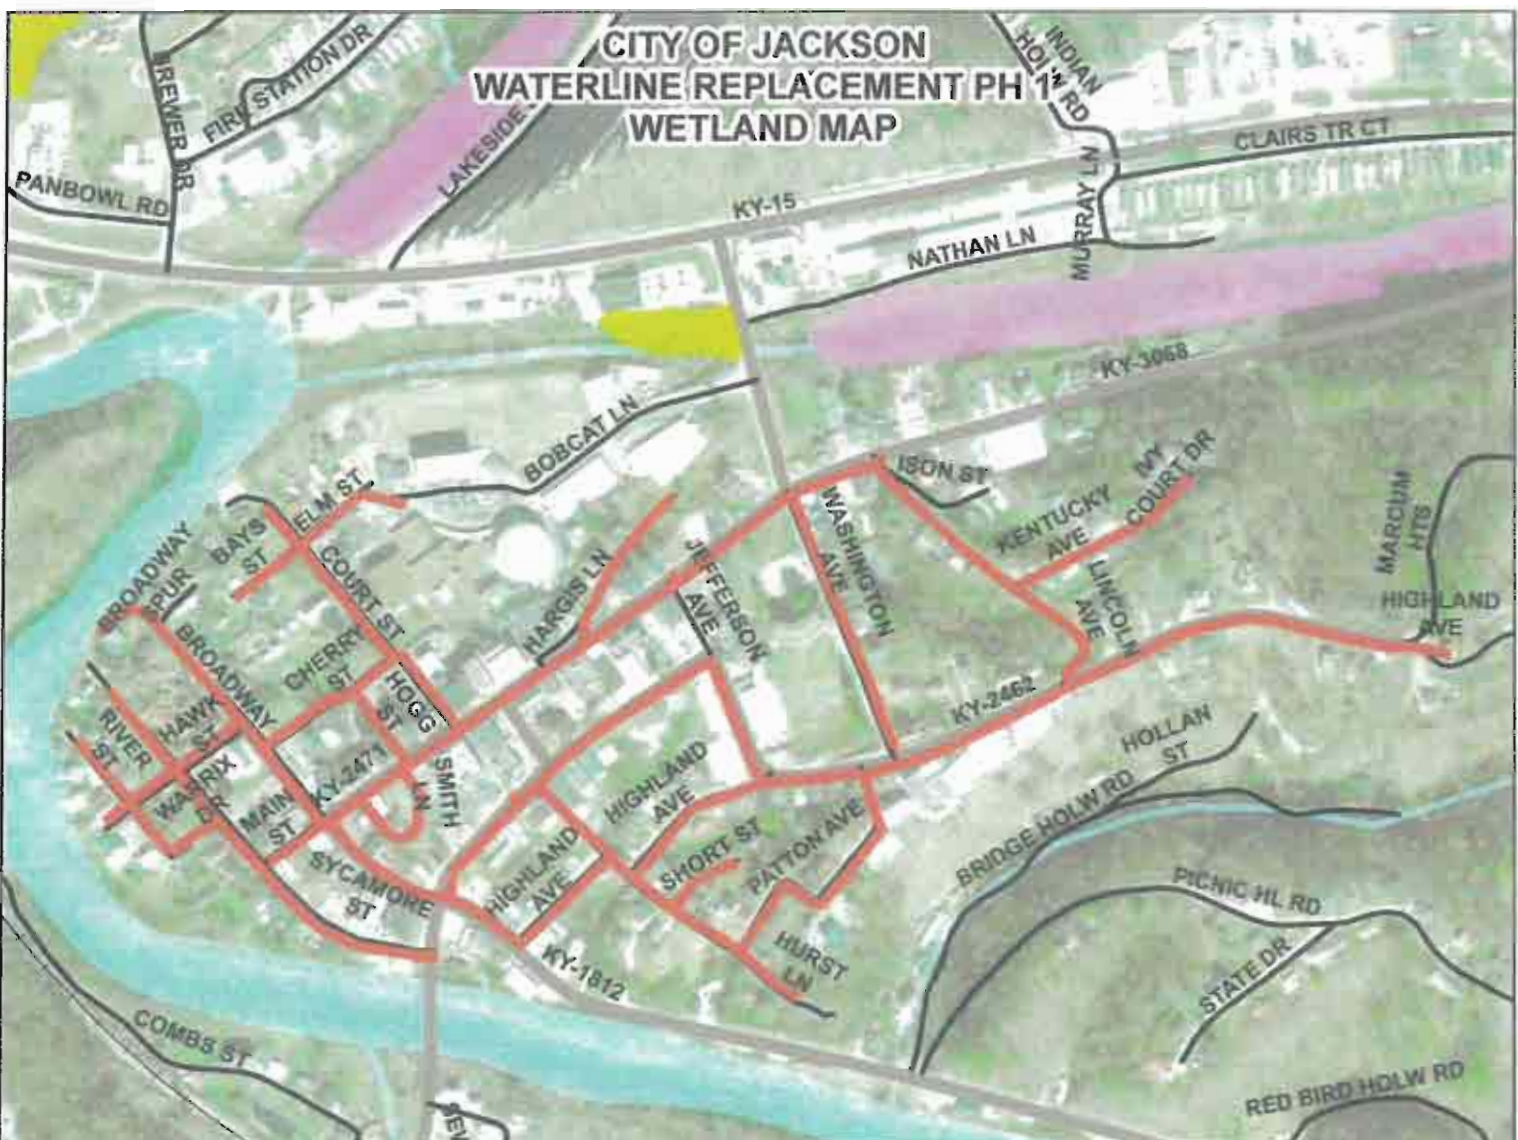 CITY OF JACKSON
WATERLINE REPLACEMENT PH 1
WETLAND MAP
BREWER DR
FIRE STATION DR
LAKESIDE
INDIAN
HOLW RD
CLAIRS TR CT
PANBOWL RD
KY-15
MURRAY LN
NATHAN LN
KY-3068
BOBCAT LN
ISON ST
IVY
COURT DR
KENTUCKY
AVE
MARCUM
HTS
ELM ST
BAYS
ST
BROADWAY
SPUR
COURT ST
HARGIS LN
JEFFERSON
AVE
WASHINGTON
AVE
LINCOLN
AVE
HIGHLAND
AVE
BROADWAY
CHERRY
ST
HOGG
ST
HAWK
ST
RIVER
ST
WARRIX
DR
MAIN
ST
KY-2471
SMITH
LN
KY-2462
HOLLAN
ST
HIGHLAND
AVE
BRIDGE HOLW RD
SHORT ST
PATTON AVE
SYCAMORE
ST
HIGHLAND
AVE
PICNIC HL RD
HURST
LN
KY-1812
STATE DR
COMBS ST
RED BIRD HOLW RD